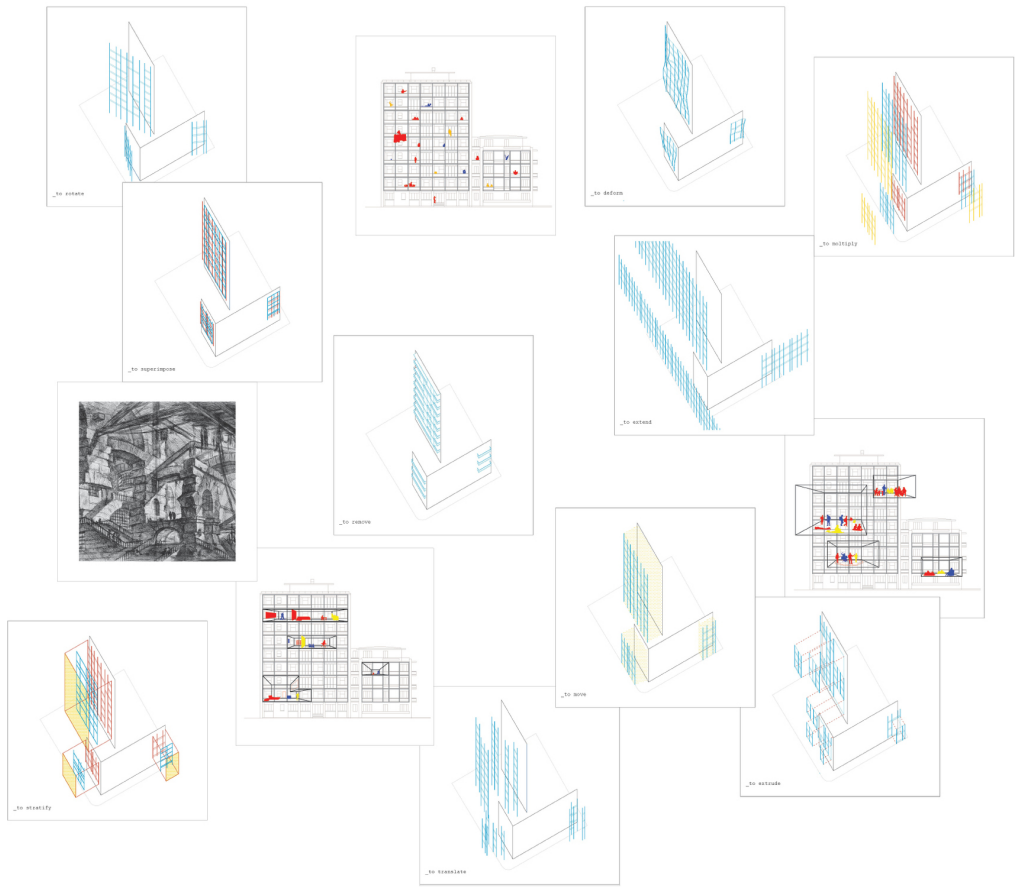 _to rotate
_to deform
_to moltiply
_to superimpose
_to extend
_to remove
_to move
_to extrude
_to stratify
_to translate